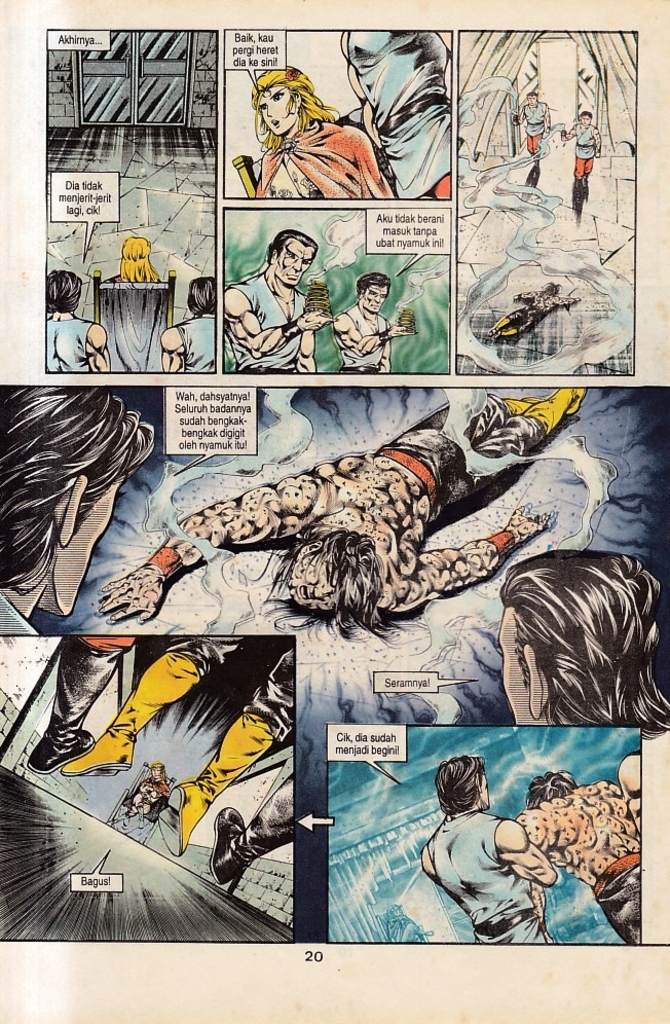 Akhirnya...
Dia tidak
menjerit-jerit
lagi, cik!
Baik, kau
pergi heret
dia ke sini!
Aku tidak berani
masuk tanpa
ubat nyamuk ini!
Wah, dahsyatnya!
Seluruh badannya
sudah bengkak-
bengkak digigit
oleh nyamuk itu!
Seramnya!
Cik, dia sudah
menjadi begini!
Bagus!
20